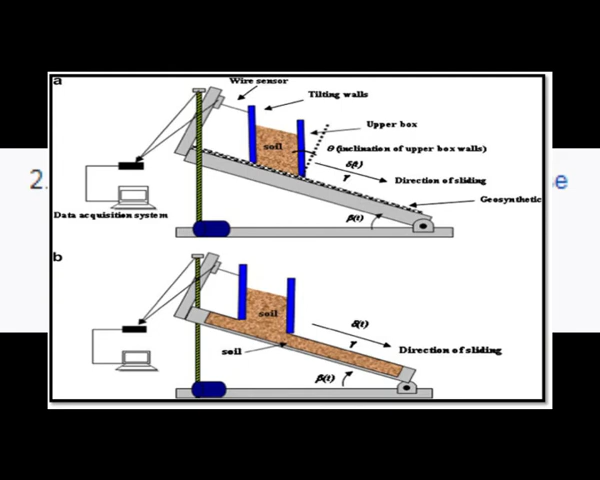 a
Wire sensor
Tilting walls
Upper box
soil
θ (inclination of upper box walls)
δ(t)
γ
Direction of sliding
Geosynthetic
Data acquisition system
β(t)
b
soil
δ(t)
γ
soil
Direction of sliding
β(t)
2.
e